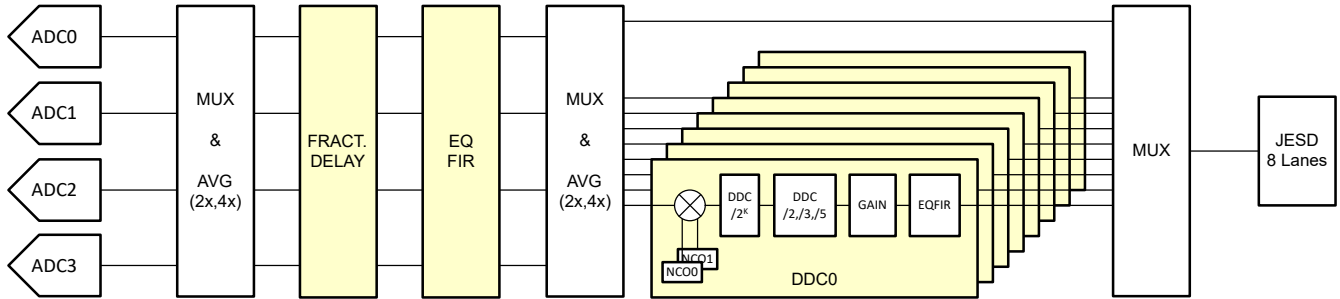 ADC0
ADC1
ADC2
ADC3
MUX
&
AVG
(2x,4x)
FRACT.
DELAY
EQ
FIR
MUX
&
AVG
(2x,4x)
DDC
/2ᴷ
DDC
/2,/3,/5
GAIN
EQFIR
NCO1
NCO0
DDC0
MUX
JESD
8 Lanes